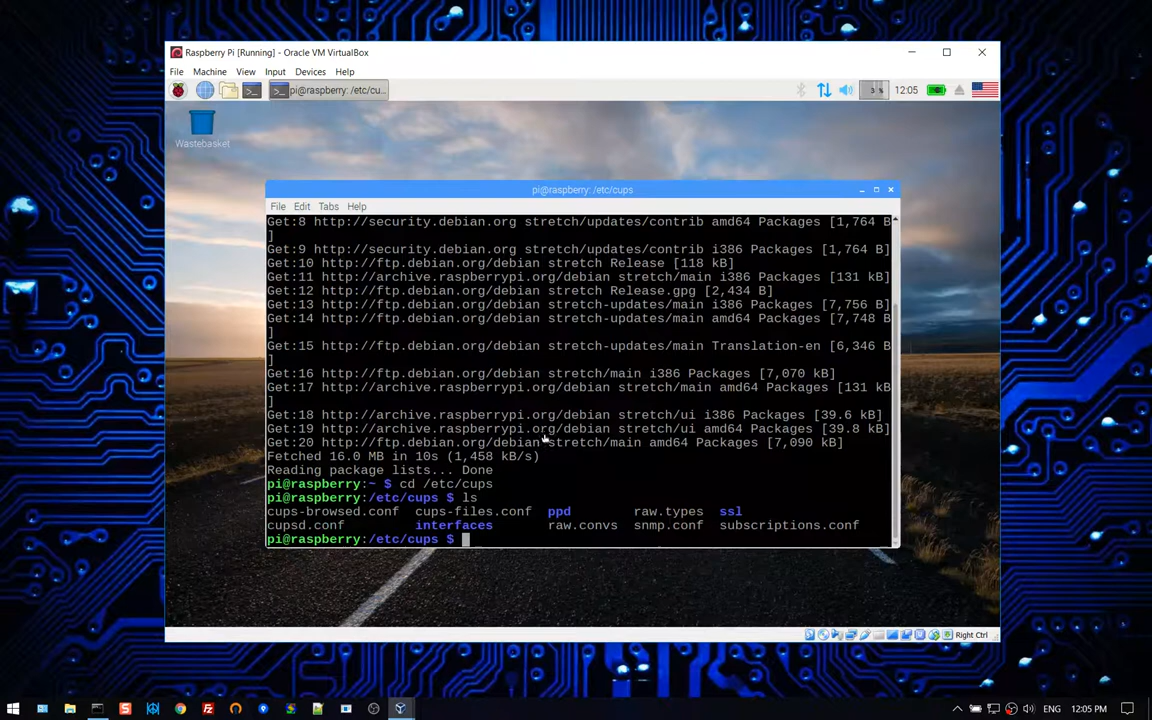 Raspberry Pi [Running] - Oracle VM VirtualBox
File Machine View Input Devices Help
pi@raspberry: /etc/cu...
3 %
12:05
Wastebasket
pi@raspberry: /etc/cups
File Edit Tabs Help
Get:8 http://security.debian.org stretch/updates/contrib amd64 Packages [1,764 B
]
Get:9 http://security.debian.org stretch/updates/contrib i386 Packages [1,764 B]
Get:10 http://ftp.debian.org/debian stretch Release [118 kB]
Get:11 http://archive.raspberrypi.org/debian stretch/main i386 Packages [131 kB]
Get:12 http://ftp.debian.org/debian stretch Release.gpg [2,434 B]
Get:13 http://ftp.debian.org/debian stretch-updates/main i386 Packages [7,756 B]
Get:14 http://ftp.debian.org/debian stretch-updates/main amd64 Packages [7,748 B
]
Get:15 http://ftp.debian.org/debian stretch-updates/main Translation-en [6,346 B
]
Get:16 http://ftp.debian.org/debian stretch/main i386 Packages [7,070 kB]
Get:17 http://archive.raspberrypi.org/debian stretch/main amd64 Packages [131 kB
]
Get:18 http://archive.raspberrypi.org/debian stretch/ui i386 Packages [39.6 kB]
Get:19 http://archive.raspberrypi.org/debian stretch/ui amd64 Packages [39.8 kB]
Get:20 http://ftp.debian.org/debian stretch/main amd64 Packages [7,090 kB]
Fetched 16.0 MB in 10s (1,458 kB/s)
Reading package lists... Done
pi@raspberry:~ $ cd /etc/cups
pi@raspberry:/etc/cups $ ls
cups-browsed.conf cups-files.conf ppd raw.types ssl
cupsd.conf interfaces raw.convs snmp.conf subscriptions.conf
pi@raspberry:/etc/cups $
Right Ctrl
ENG 12:05 PM